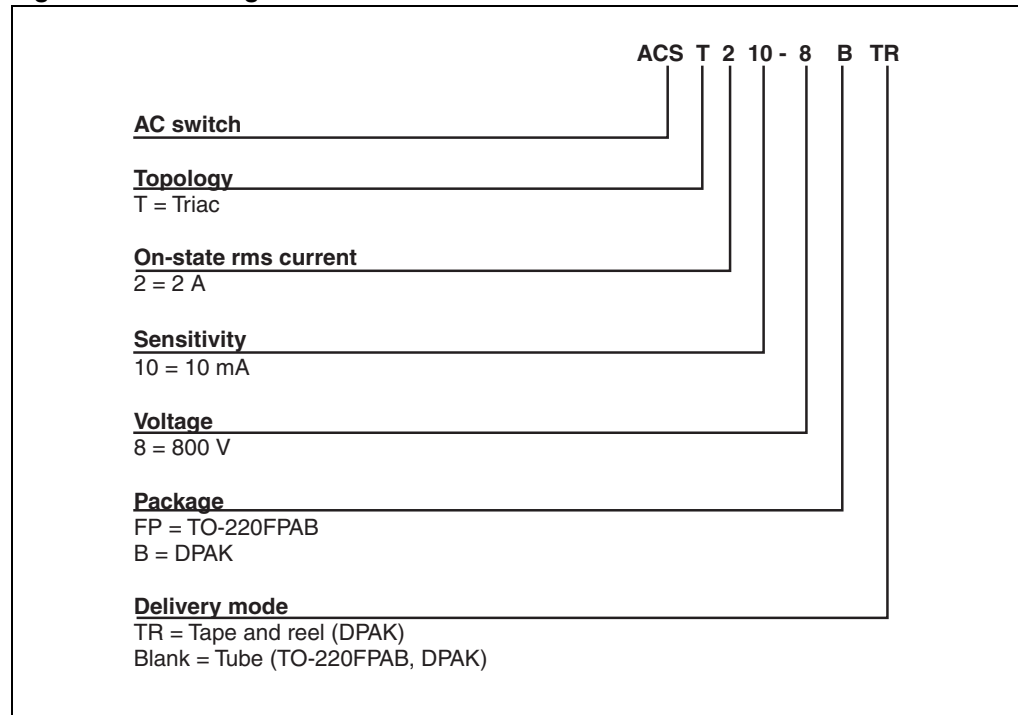 ACS T 2 10 - 8 B TR
AC switch
Topology
T = Triac
On-state rms current
2 = 2 A
Sensitivity
10 = 10 mA
Voltage
8 = 800 V
Package
FP = TO-220FPAB
B = DPAK
Delivery mode
TR = Tape and reel (DPAK)
Blank = Tube (TO-220FPAB, DPAK)